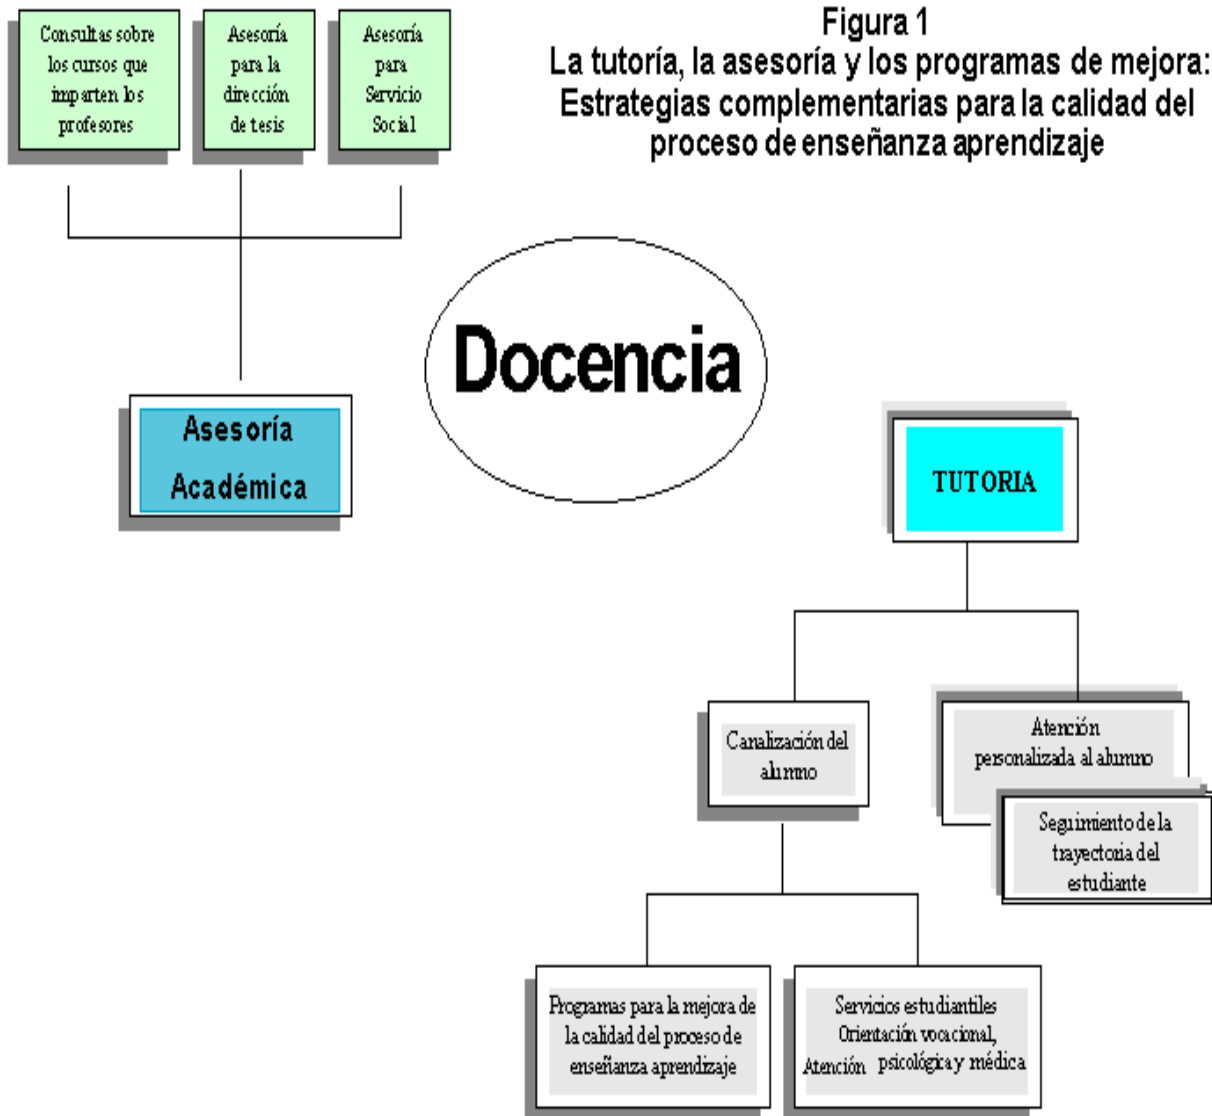 Figura 1
La tutoría, la asesoría y los programas de mejora:
Estrategias complementarias para la calidad del
proceso de enseñanza aprendizaje
Consultas sobre
los cursos que
imparten los
profesores
Asesoría
para la
dirección
de tesis
Asesoría
para
Servicio
Social
Docencia
Asesoría
Académica
TUTORIA
Canalización del
alumno
Atención
personalizada al alumno
Seguimiento de la
trayectoria del
estudiante
Programas para la mejora de
la calidad del proceso de
enseñanza aprendizaje
Servicios estudiantiles
Orientación vocacional,
Atención psicológica y médica